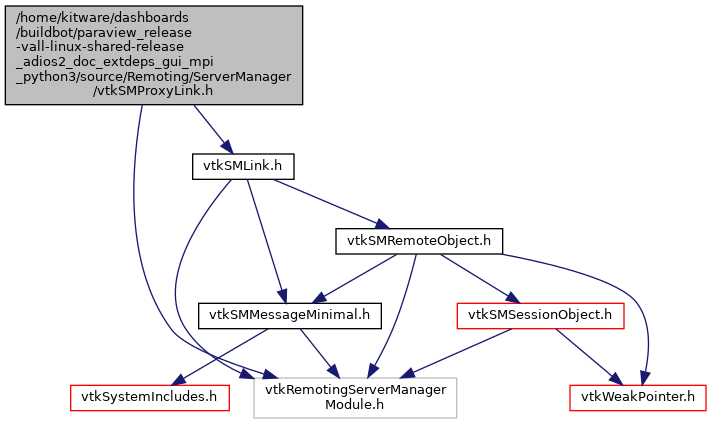 /home/kitware/dashboards
/buildbot/paraview_release
-vall-linux-shared-release
_adios2_doc_extdeps_gui_mpi
_python3/source/Remoting/ServerManager
/vtkSMProxyLink.h
vtkSMLink.h
vtkSMRemoteObject.h
vtkSMMessageMinimal.h
vtkSMSessionObject.h
vtkSystemIncludes.h
vtkRemotingServerManager
Module.h
vtkWeakPointer.h